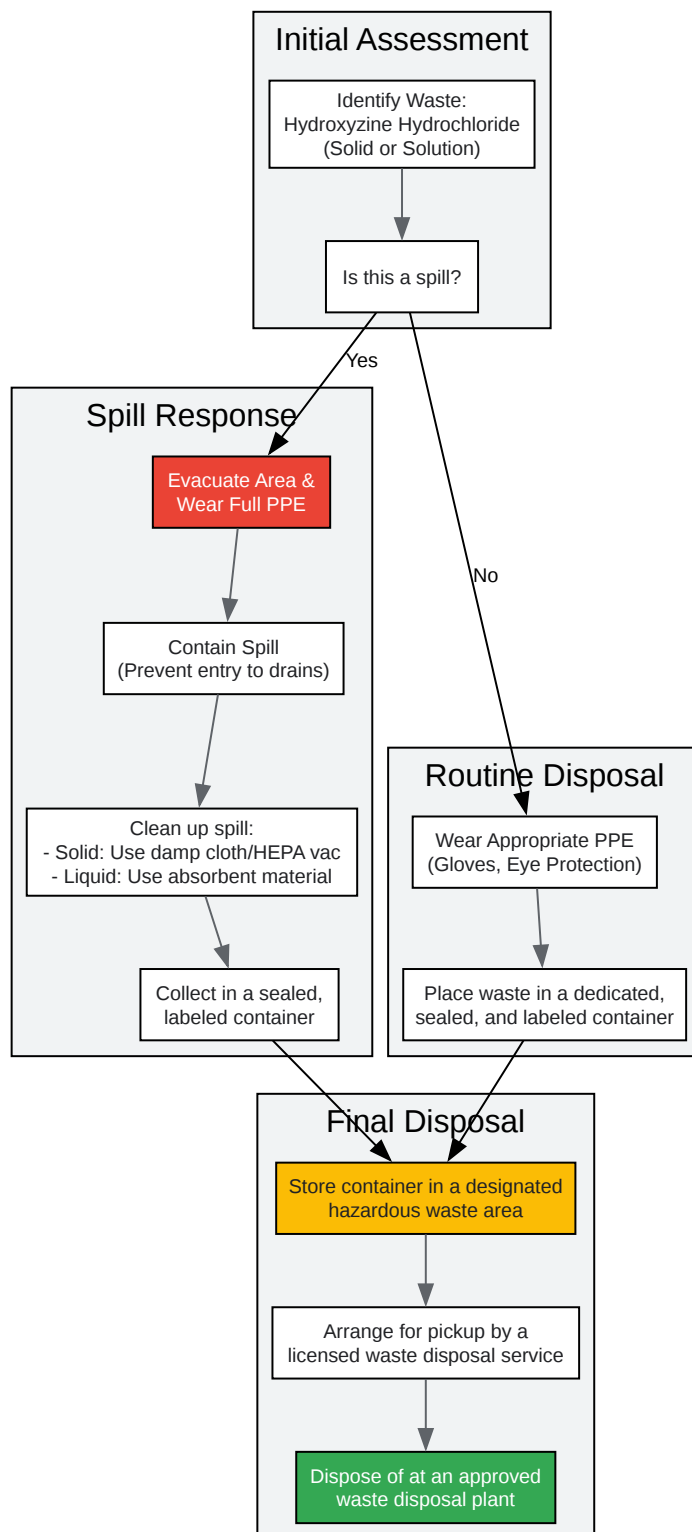 Initial Assessment
Identify Waste:
Hydroxyzine Hydrochloride
(Solid or Solution)
Is this a spill?
Yes
No
Spill Response
Evacuate Area &
Wear Full PPE
Contain Spill
(Prevent entry to drains)
Clean up spill:
- Solid: Use damp cloth/HEPA vac
- Liquid: Use absorbent material
Collect in a sealed,
labeled container
Routine Disposal
Wear Appropriate PPE
(Gloves, Eye Protection)
Place waste in a dedicated,
sealed, and labeled container
Final Disposal
Store container in a designated
hazardous waste area
Arrange for pickup by a
licensed waste disposal service
Dispose of at an approved
waste disposal plant